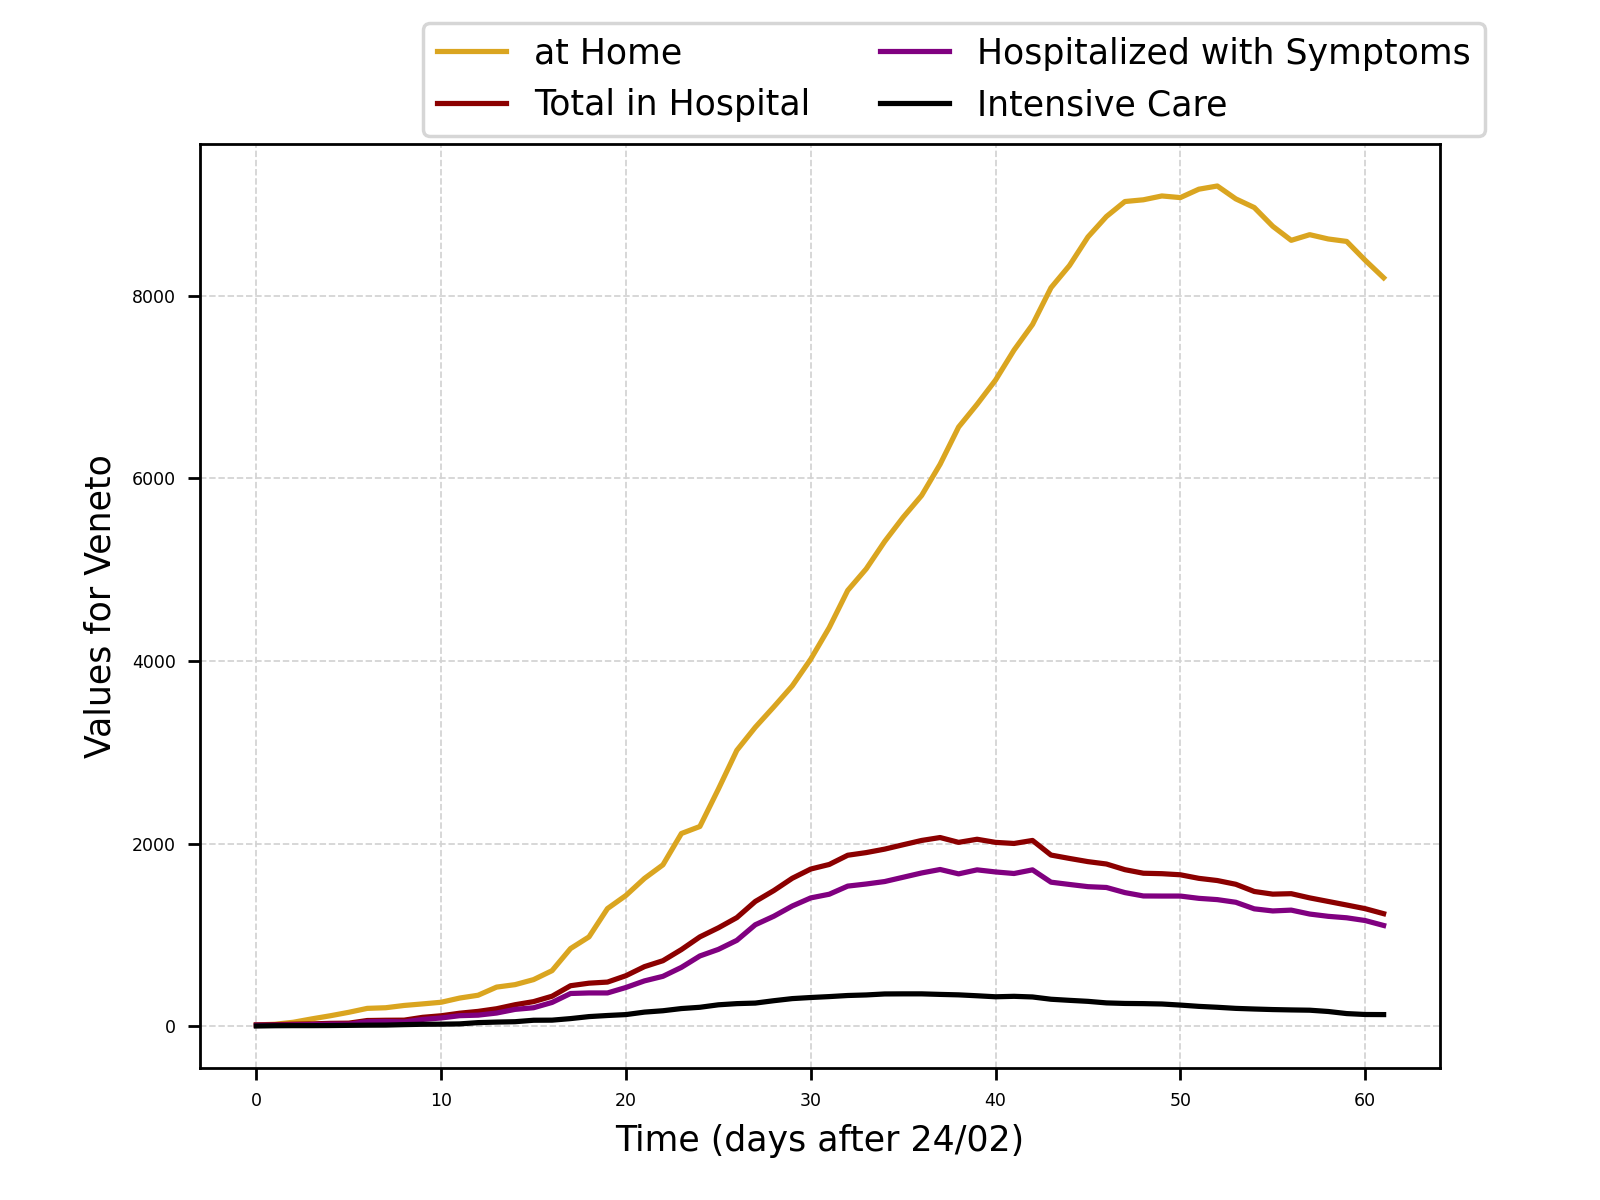 at Home
Total in Hospital
Hospitalized with Symptoms
Intensive Care
Values for Veneto
8000
6000
4000
2000
0
0 10 20 30 40 50 60
Time (days after 24/02)